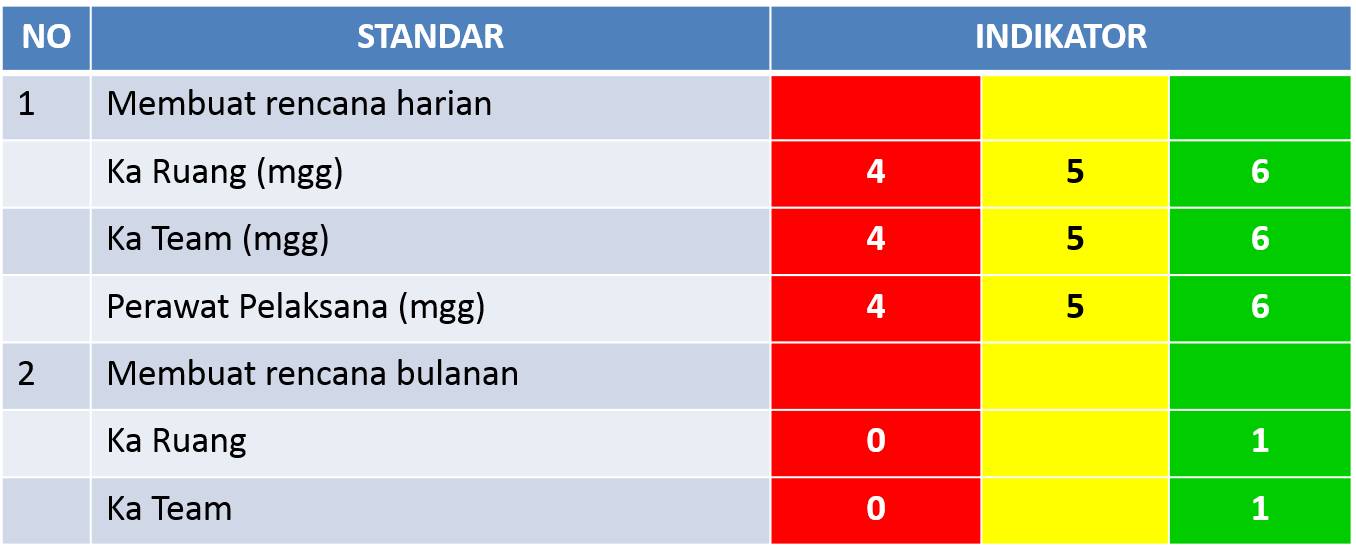 NO STANDAR INDIKATOR
1 Membuat rencana harian
Ka Ruang (mgg) 4 5 6
Ka Team (mgg) 4 5 6
Perawat Pelaksana (mgg) 4 5 6
2 Membuat rencana bulanan
Ka Ruang 0 1
Ka Team 0 1